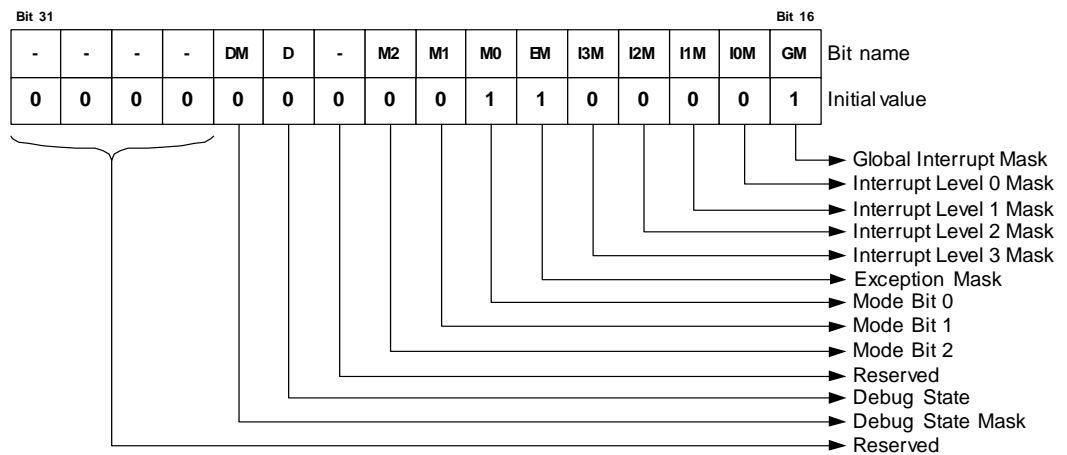 Bit 31 Bit 16
- - - - DM D - M2 M1 M0 EM I3M I2M I1M I0M GM Bit name
0 0 0 0 0 0 0 0 0 1 1 0 0 0 0 1 Initial value
Global Interrupt Mask
Interrupt Level 0 Mask
Interrupt Level 1 Mask
Interrupt Level 2 Mask
Interrupt Level 3 Mask
Exception Mask
Mode Bit 0
Mode Bit 1
Mode Bit 2
Reserved
Debug State
Debug State Mask
Reserved